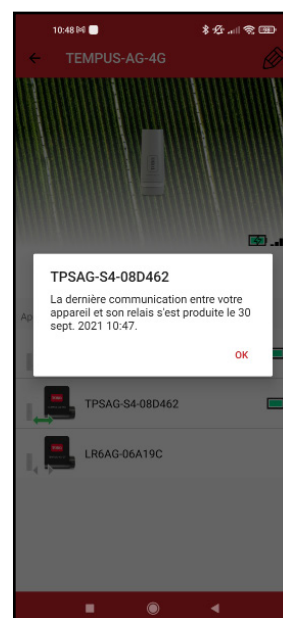 10:48
TEMPUS-AG-4G
TPSAG-S4-08D462
La dernière communication entre votre
appareil et son relais s'est produite le 30
sept. 2021 10:47.
OK
TPSAG-S4-08D462
LR6AG-06A19C